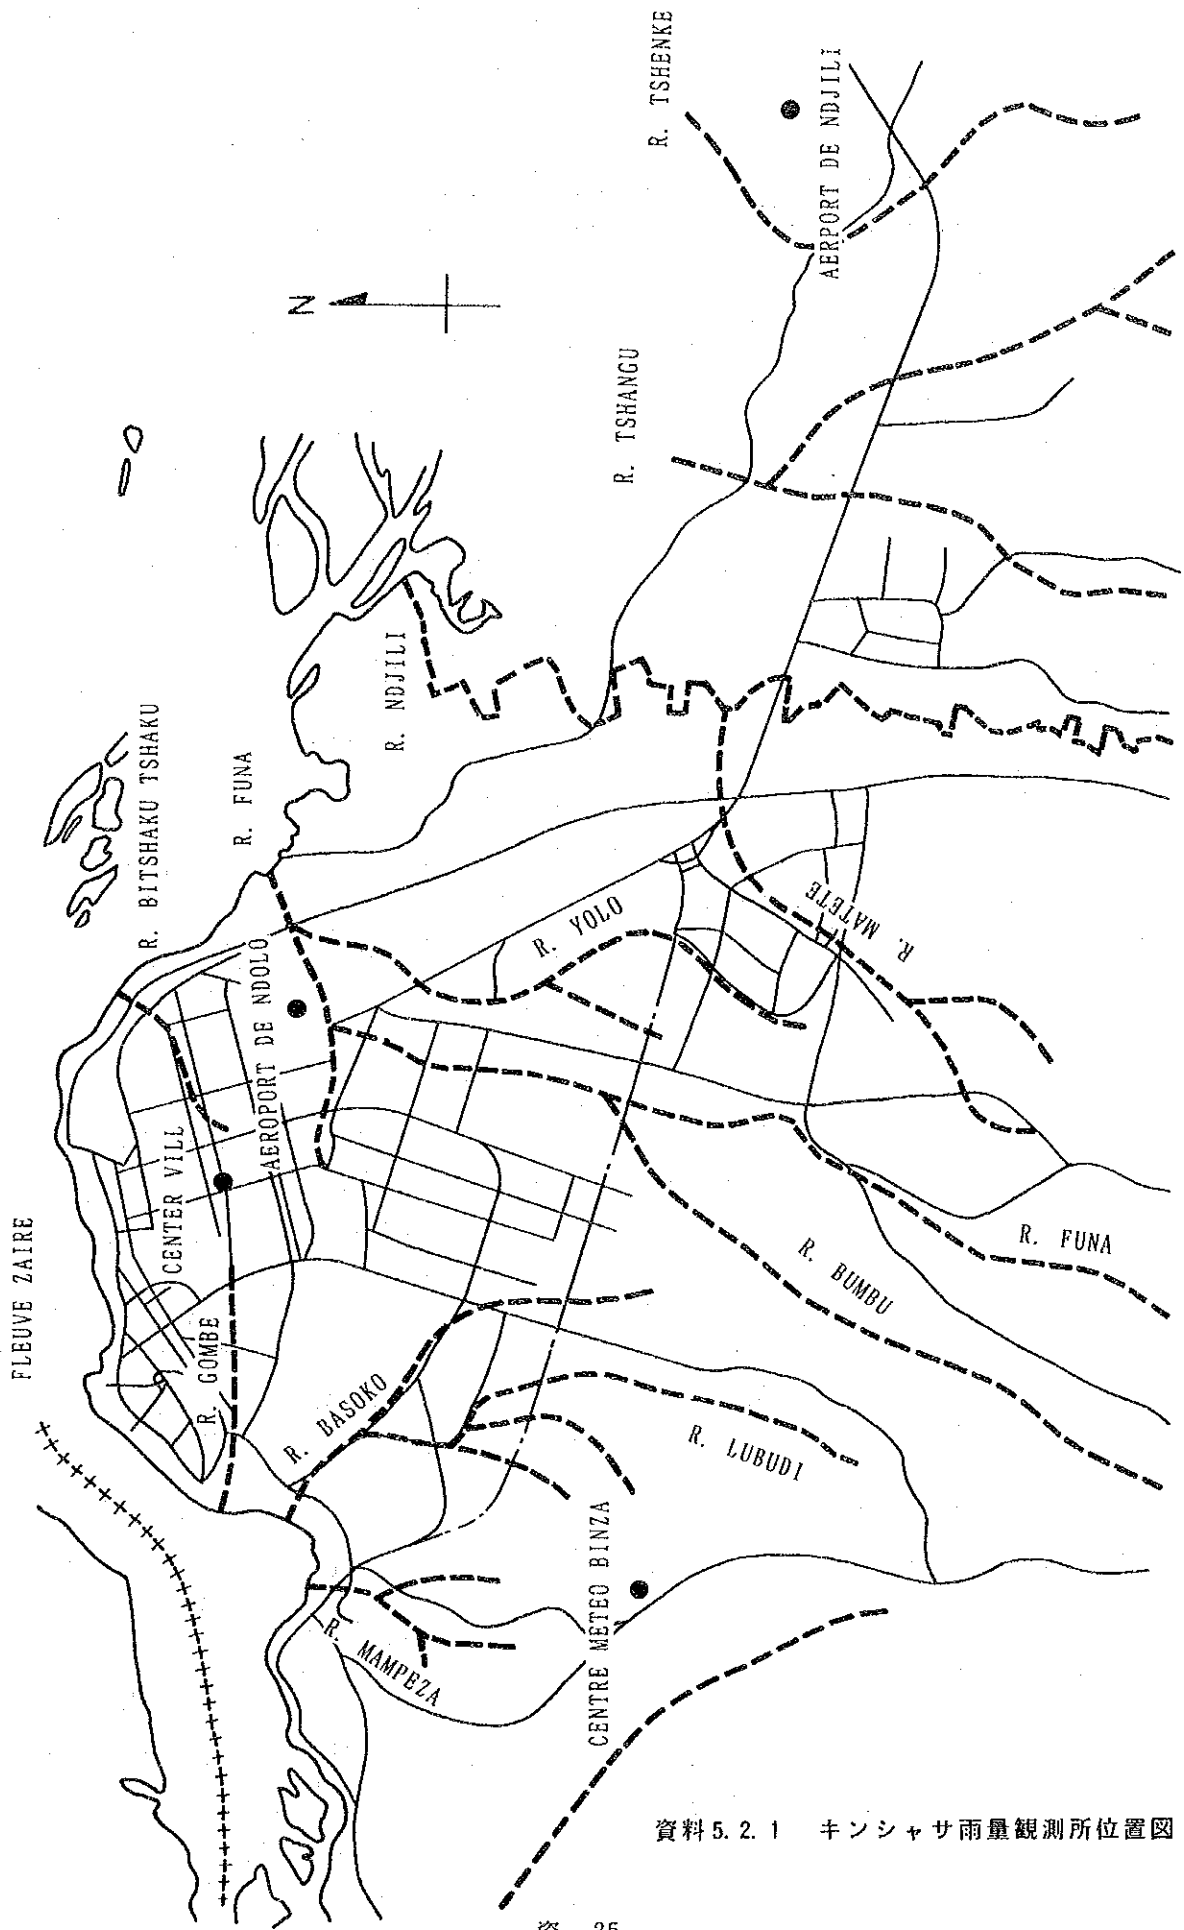 FLEUVE ZAIRE
R. BITSHAKU TSHAKU
R. FUNA
R. NDJILI
N
R. TSHANGU
R. TSHENKE
AERPORT DE NDJILI
CENTER VILL
AEROPORT DE NDOLO
R. GOMBE
R. BASOKO
R. MAMPEZA
CENTRE METEO BINZA
R. LUBUDI
R. YOLO
R. MATETE
R. BUMBU
R. FUNA
資料5.2.1 キンシャサ雨量観測所位置図